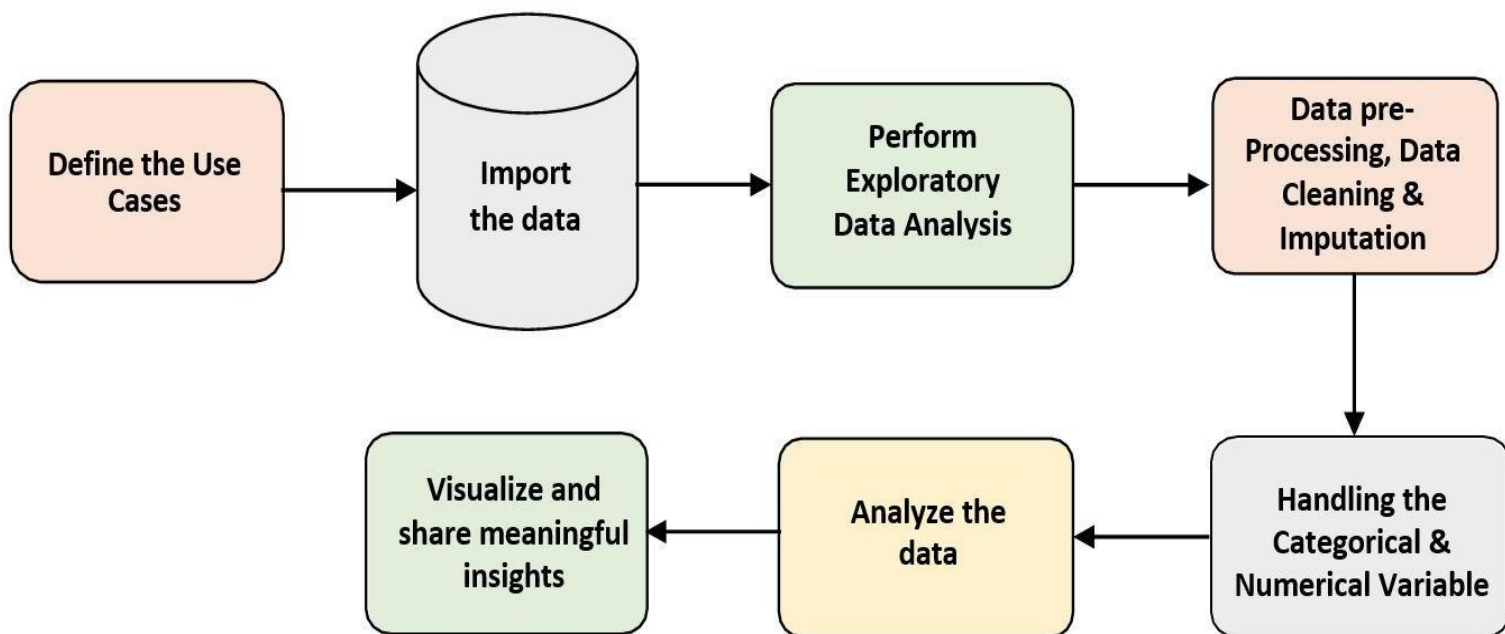 Define the Use
Cases
Import
the data
Perform
Exploratory
Data Analysis
Data pre-
Processing, Data
Cleaning &
Imputation
Handling the
Categorical &
Numerical Variable
Analyze the
data
Visualize and
share meaningful
insights